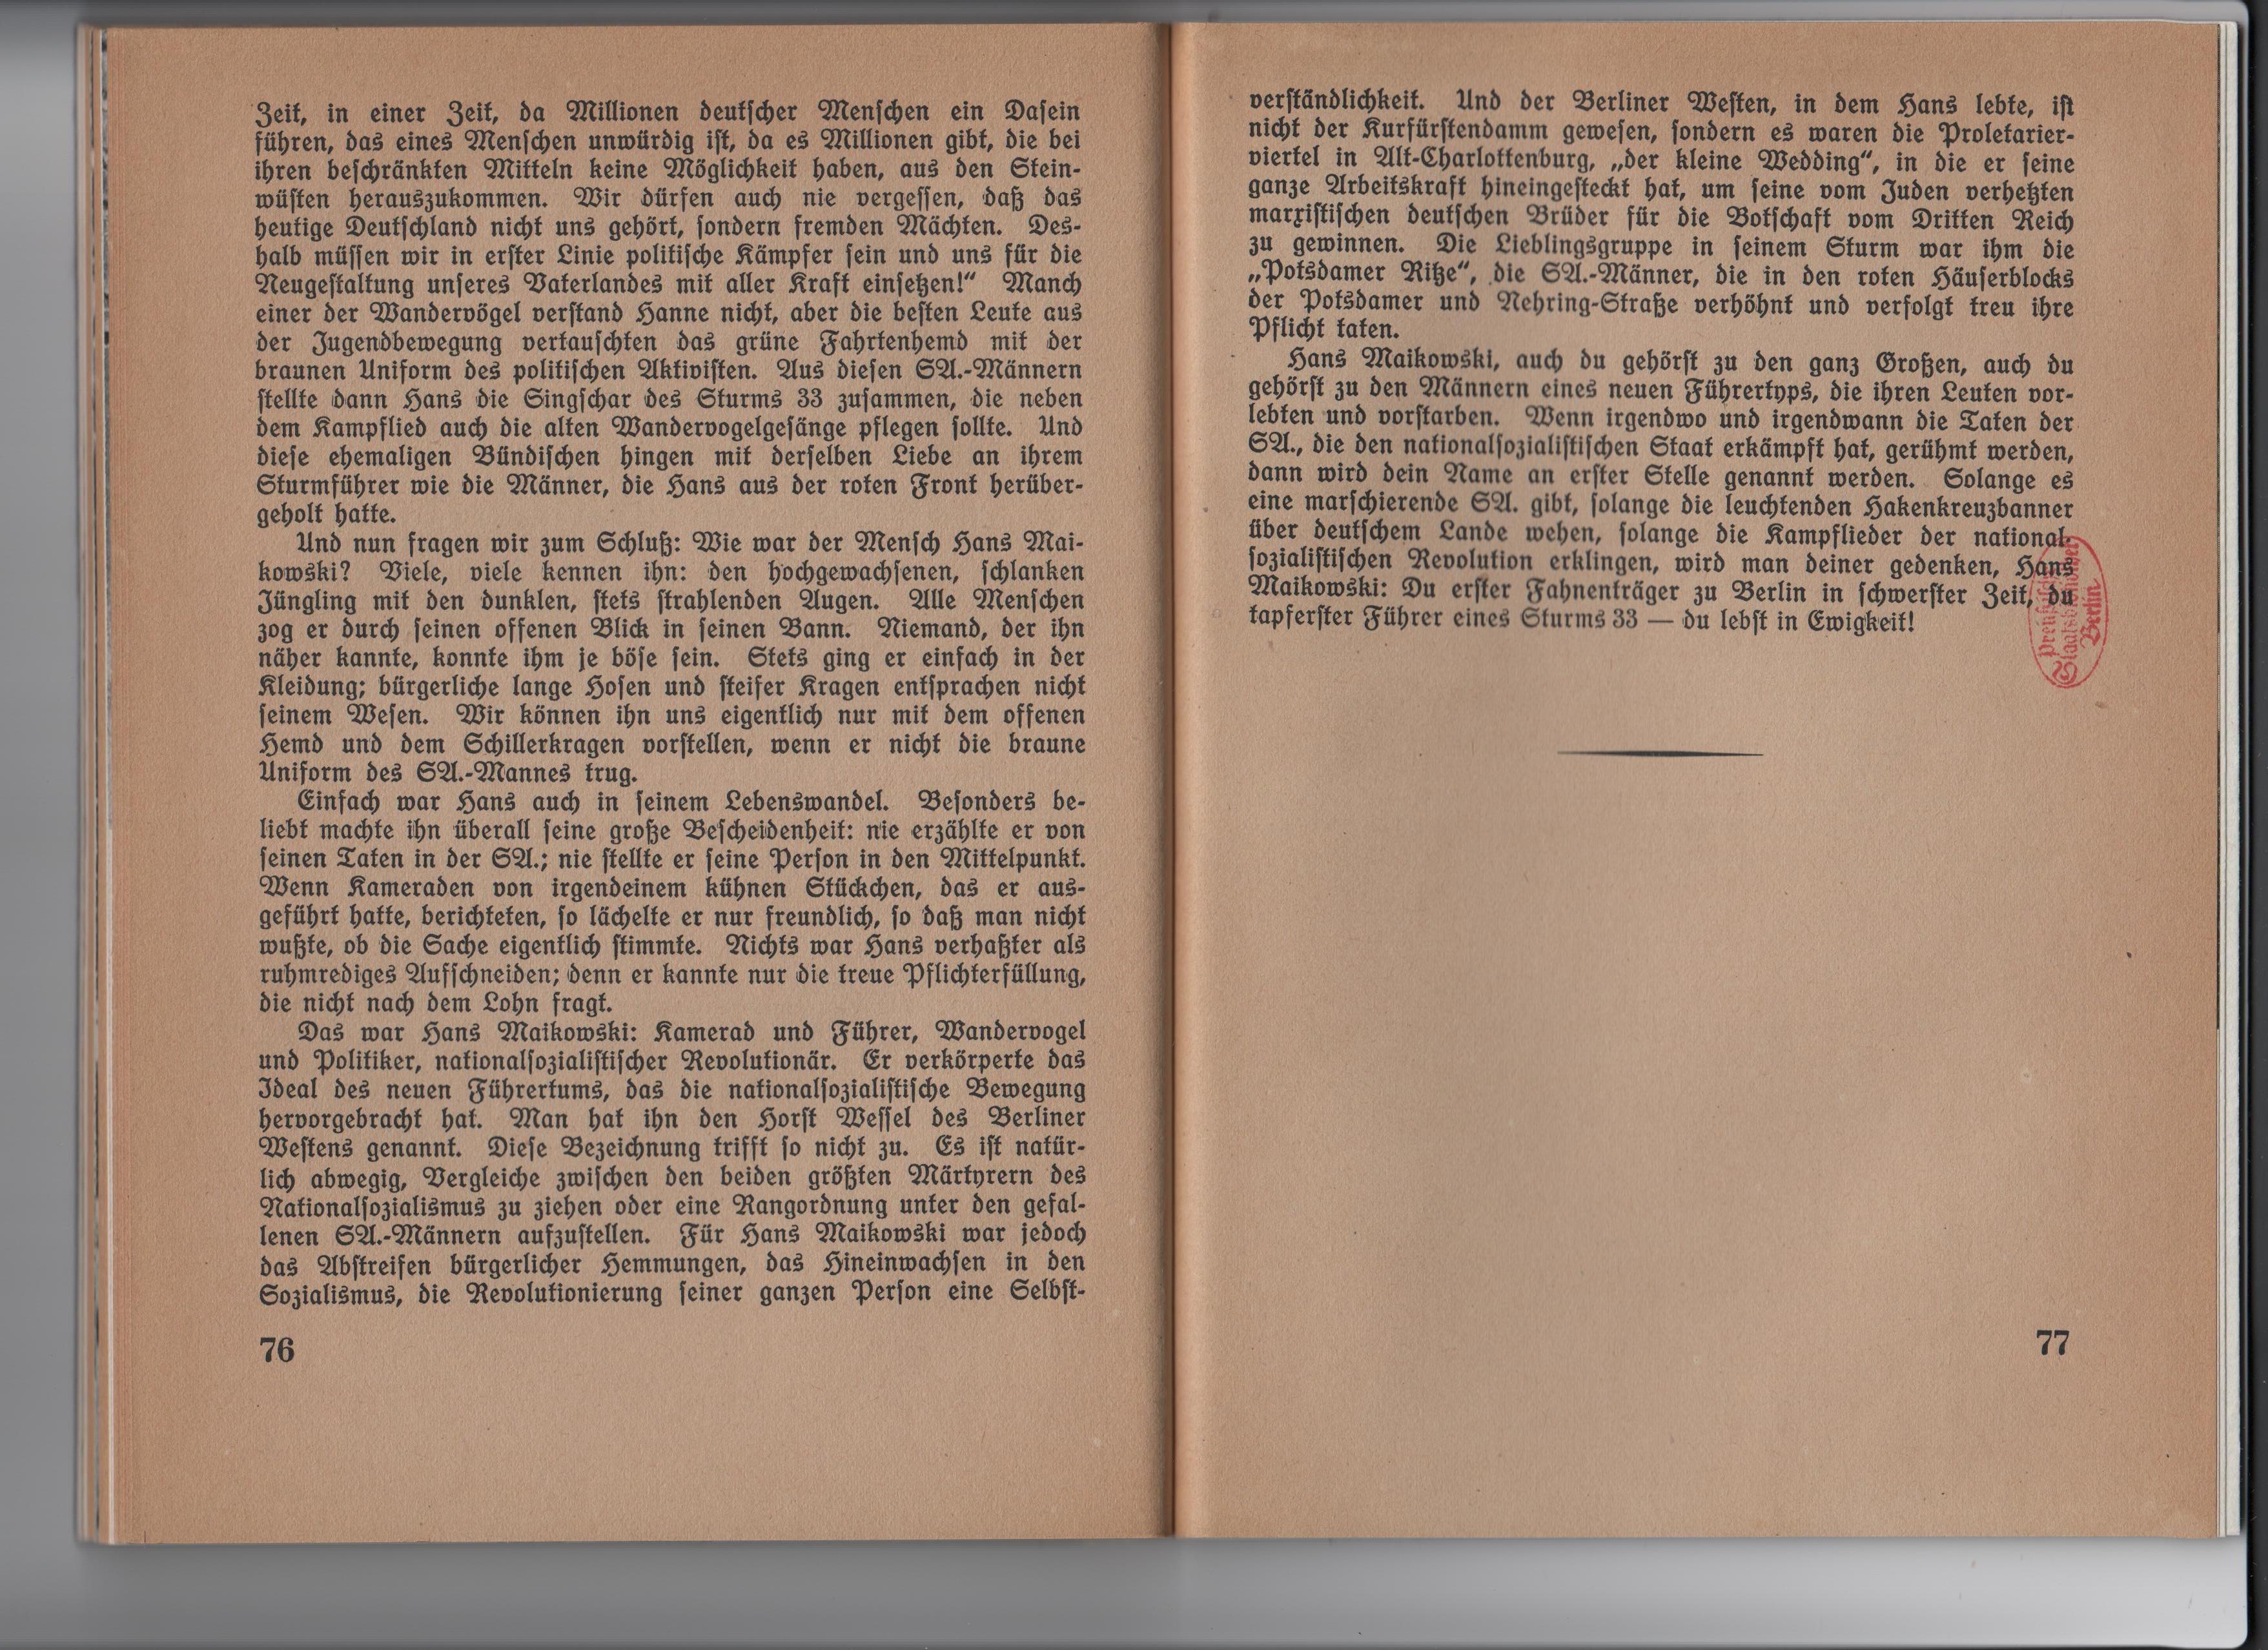 Zeit, in einer Zeit, da Millionen deutscher Menschen ein Dasein
führen, das eines Menschen unwürdig ist, da es Millionen gibt, die bei
ihren beschränkten Mitteln keine Möglichkeit haben, aus den Stein-
wüsten herauszukommen. Wir dürfen auch nie vergessen, daß das
heutige Deutschland nicht uns gehört, sondern fremden Mächten. Des-
halb müssen wir in erster Linie politische Kämpfer sein und uns für die
Neugestaltung unseres Vaterlandes mit aller Kraft einsetzen!“ Manch
einer der Wandervögel verstand Hanne nicht, aber die besten Leute aus
der Jugendbewegung vertauschten das grüne Fahrtenhemd mit der
braunen Uniform des politischen Aktivisten. Aus diesen SA.-Männern
stellte dann Hans die Singschar des Sturms 33 zusammen, die neben
dem Kampflied auch die alten Wandervogelgesänge pflegen sollte. Und
diese ehemaligen Bündischen hingen mit derselben Liebe an ihrem
Sturmführer wie die Männer, die Hans aus der roten Front herüber-
geholt hatte.
Und nun fragen wir zum Schluß: Wie war der Mensch Hans Mai-
kowski? Viele, viele kennen ihn: den hochgewachsenen, schlanken
Jüngling mit den dunklen, stets strahlenden Augen. Alle Menschen
zog er durch seinen offenen Blick in seinen Bann. Niemand, der ihn
näher kannte, konnte ihm je böse sein. Stets ging er einfach in der
Kleidung; bürgerliche lange Hosen und steifer Kragen entsprachen nicht
seinem Wesen. Wir können ihn uns eigentlich nur mit dem offenen
Hemd und dem Schillerkragen vorstellen, wenn er nicht die braune
Uniform des SA.-Mannes trug.
Einfach war Hans auch in seinem Lebenswandel. Besonders be-
liebt machte ihn überall seine große Bescheidenheit: nie erzählte er von
seinen Taten in der SA.; nie stellte er seine Person in den Mittelpunkt.
Wenn Kameraden von irgendeinem kühnen Stückchen, das er aus-
geführt hatte, berichteten, so lächelte er nur freundlich, so daß man nicht
wußte, ob die Sache eigentlich stimmte. Nichts war Hans verhaßter als
ruhmrediges Aufschneiden; denn er kannte nur die treue Pflichterfüllung,
die nicht nach dem Lohn fragt.
Das war Hans Maikowski: Kamerad und Führer, Wandervogel
und Politiker, nationalsozialistischer Revolutionär. Er verkörperte das
Ideal des neuen Führertums, das die nationalsozialistische Bewegung
hervorgebracht hat. Man hat ihn den Horst Wessel des Berliner
Westens genannt. Diese Bezeichnung trifft so nicht zu. Es ist natür-
lich abwegig, Vergleiche zwischen den beiden größten Märtyrern des
Nationalsozialismus zu ziehen oder eine Rangordnung unter den gefal-
lenen SA.-Männern aufzustellen. Für Hans Maikowski war jedoch
das Abstreifen bürgerlicher Hemmungen, das Hineinwachsen in den
Sozialismus, die Revolutionierung seiner ganzen Person eine Selbst-
76
verständlichkeit. Und der Berliner Westen, in dem Hans lebte, ist
nicht der Kurfürstendamm gewesen, sondern es waren die Proletarier-
viertel in Alt-Charlottenburg, „der kleine Wedding“, in die er seine
ganze Arbeitskraft hineingesteckt hat, um seine vom Juden verhetzten
marxistischen deutschen Brüder für die Botschaft vom Dritten Reich
zu gewinnen. Die Lieblingsgruppe in seinem Sturm war ihm die
„Potsdamer Ritze“, die SA.-Männer, die in den roten Häuserblocks
der Potsdamer und Nehring-Straße verhöhnt und verfolgt treu ihre
Pflicht taten.
Hans Maikowski, auch du gehörst zu den ganz Großen, auch du
gehörst zu den Männern eines neuen Führertyps, die ihren Leuten vor-
lebten und vorstarben. Wenn irgendwo und irgendwann die Taten der
SA., die den nationalsozialistischen Staat erkämpft hat, gerühmt werden,
dann wird dein Name an erster Stelle genannt werden. Solange es
eine marschierende SA. gibt, solange die leuchtenden Hakenkreuzbanner
über deutschem Lande wehen, solange die Kampflieder der national-
sozialistischen Revolution erklingen, wird man deiner gedenken, Hans
Maikowski: Du erster Fahnenträger zu Berlin in schwerster Zeit, du
tapferster Führer eines Sturms 33 — du lebst in Ewigkeit!
Berlin
77